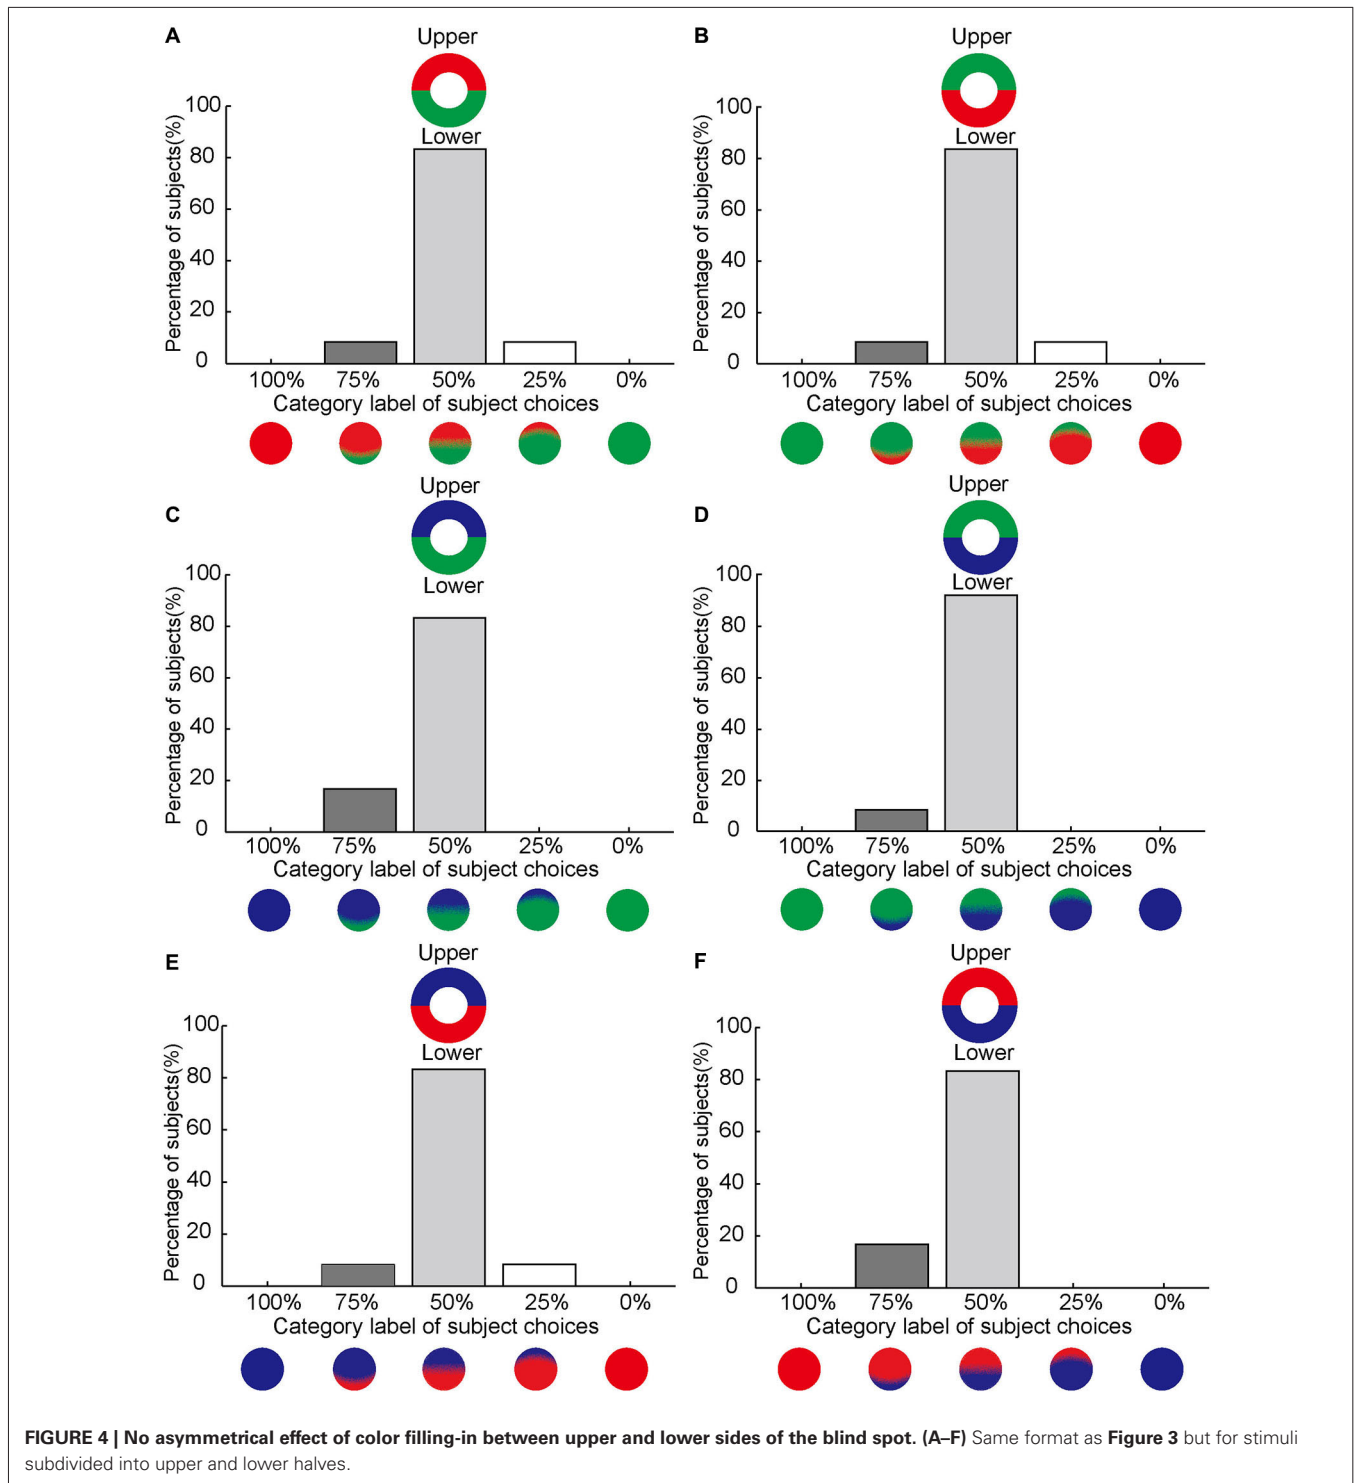 A
Upper
Lower
Percentage of subjects(%)
100
80
60
40
20
0
100% 75% 50% 25% 0%
Category label of subject choices
B
Upper
Lower
Percentage of subjects(%)
100
80
60
40
20
0
100% 75% 50% 25% 0%
Category label of subject choices
C
Upper
Lower
Percentage of subjects(%)
100
80
60
40
20
0
100% 75% 50% 25% 0%
Category label of subject choices
D
Upper
Lower
Percentage of subjects(%)
100
80
60
40
20
0
100% 75% 50% 25% 0%
Category label of subject choices
E
Upper
Lower
Percentage of subjects(%)
100
80
60
40
20
0
100% 75% 50% 25% 0%
Category label of subject choices
F
Upper
Lower
Percentage of subjects(%)
100
80
60
40
20
0
100% 75% 50% 25% 0%
Category label of subject choices
FIGURE 4 | No asymmetrical effect of color filling-in between upper and lower sides of the blind spot. (A–F) Same format as Figure 3 but for stimuli
subdivided into upper and lower halves.